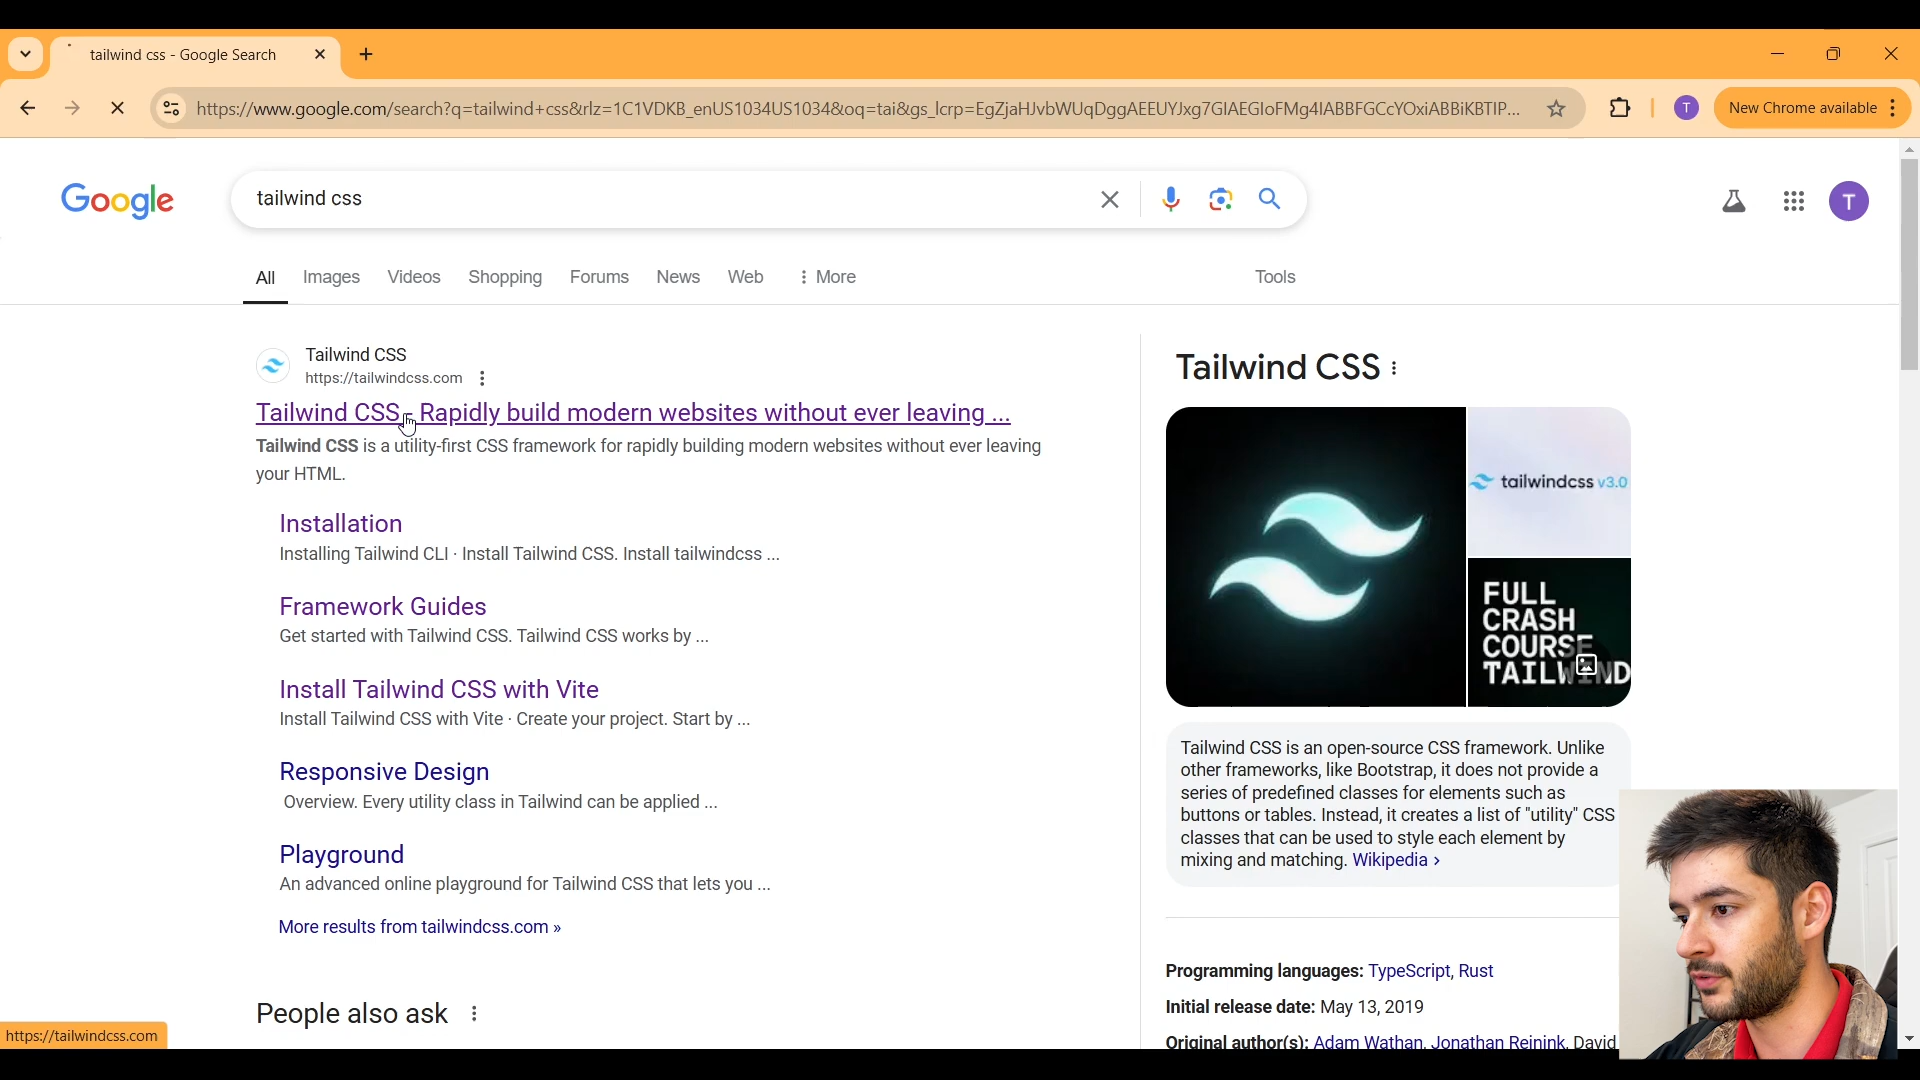 tailwind css - Google Search
https://www.google.com/search?q=tailwind+css&rlz=1C1VDKB_enUS1034US1034&oq=tai&gs_lcrp=EgZjaHJvbWUqDggAEEUYJxg7GIAEGIoFMg4IABBFGCcYOxiABBiKBTIP...
T
New Chrome available
Google
tailwind css
T
All
Images
Videos
Shopping
Forums
News
Web
More
Tools
Tailwind CSS
https://tailwindcss.com
Tailwind CSS - Rapidly build modern websites without ever leaving ...
Tailwind CSS is a utility-first CSS framework for rapidly building modern websites without ever leaving
your HTML.
Installation
Installing Tailwind CLI · Install Tailwind CSS. Install tailwindcss ...
Framework Guides
Get started with Tailwind CSS. Tailwind CSS works by ...
Install Tailwind CSS with Vite
Install Tailwind CSS with Vite · Create your project. Start by ...
Responsive Design
Overview. Every utility class in Tailwind can be applied ...
Playground
An advanced online playground for Tailwind CSS that lets you ...
More results from tailwindcss.com »
People also ask
https://tailwindcss.com
Tailwind CSS
tailwindcss v3.0
FULL
CRASH
COURSE
TAILWIND
Tailwind CSS is an open-source CSS framework. Unlike
other frameworks, like Bootstrap, it does not provide a
series of predefined classes for elements such as
buttons or tables. Instead, it creates a list of "utility" CSS
classes that can be used to style each element by
mixing and matching. Wikipedia ›
Programming languages: TypeScript, Rust
Initial release date: May 13, 2019
Original author(s): Adam Wathan, Jonathan Reinink, David